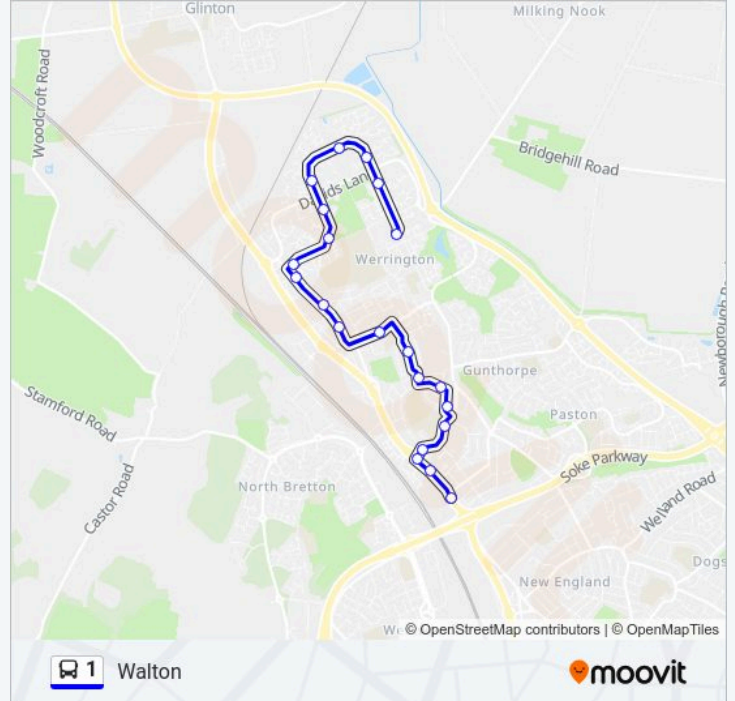 Glinton
Milking Nook
Woodcroft Road
Bridgehill Road
Werrington
Gunthorpe
Newborough
Paston
Stamford Road
Soke Parkway
North Bretton
Welland Road
Castor Road
New England
© OpenStreetMap contributors | © OpenMapTiles
1 Walton
moovit